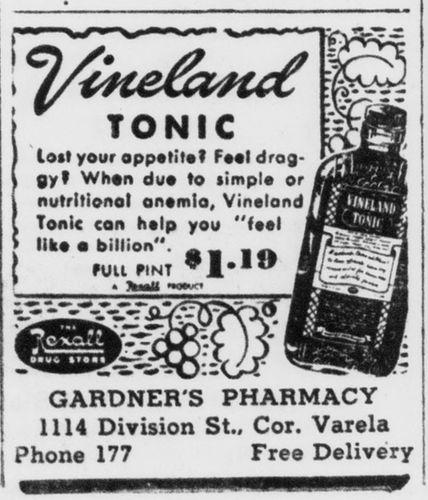 Vineland
TONIC
Lost your appetite? Feel drag-
gy? When due to simple or
nutritional anemia, Vineland
Tonic can help you "feel
like a billion".
FULL PINT $1.19
A Rexall PRODUCT
VINELAND
TONIC
THE
Rexall
DRUG STORE
GARDNER'S PHARMACY
1114 Division St., Cor. Varela
Phone 177 Free Delivery